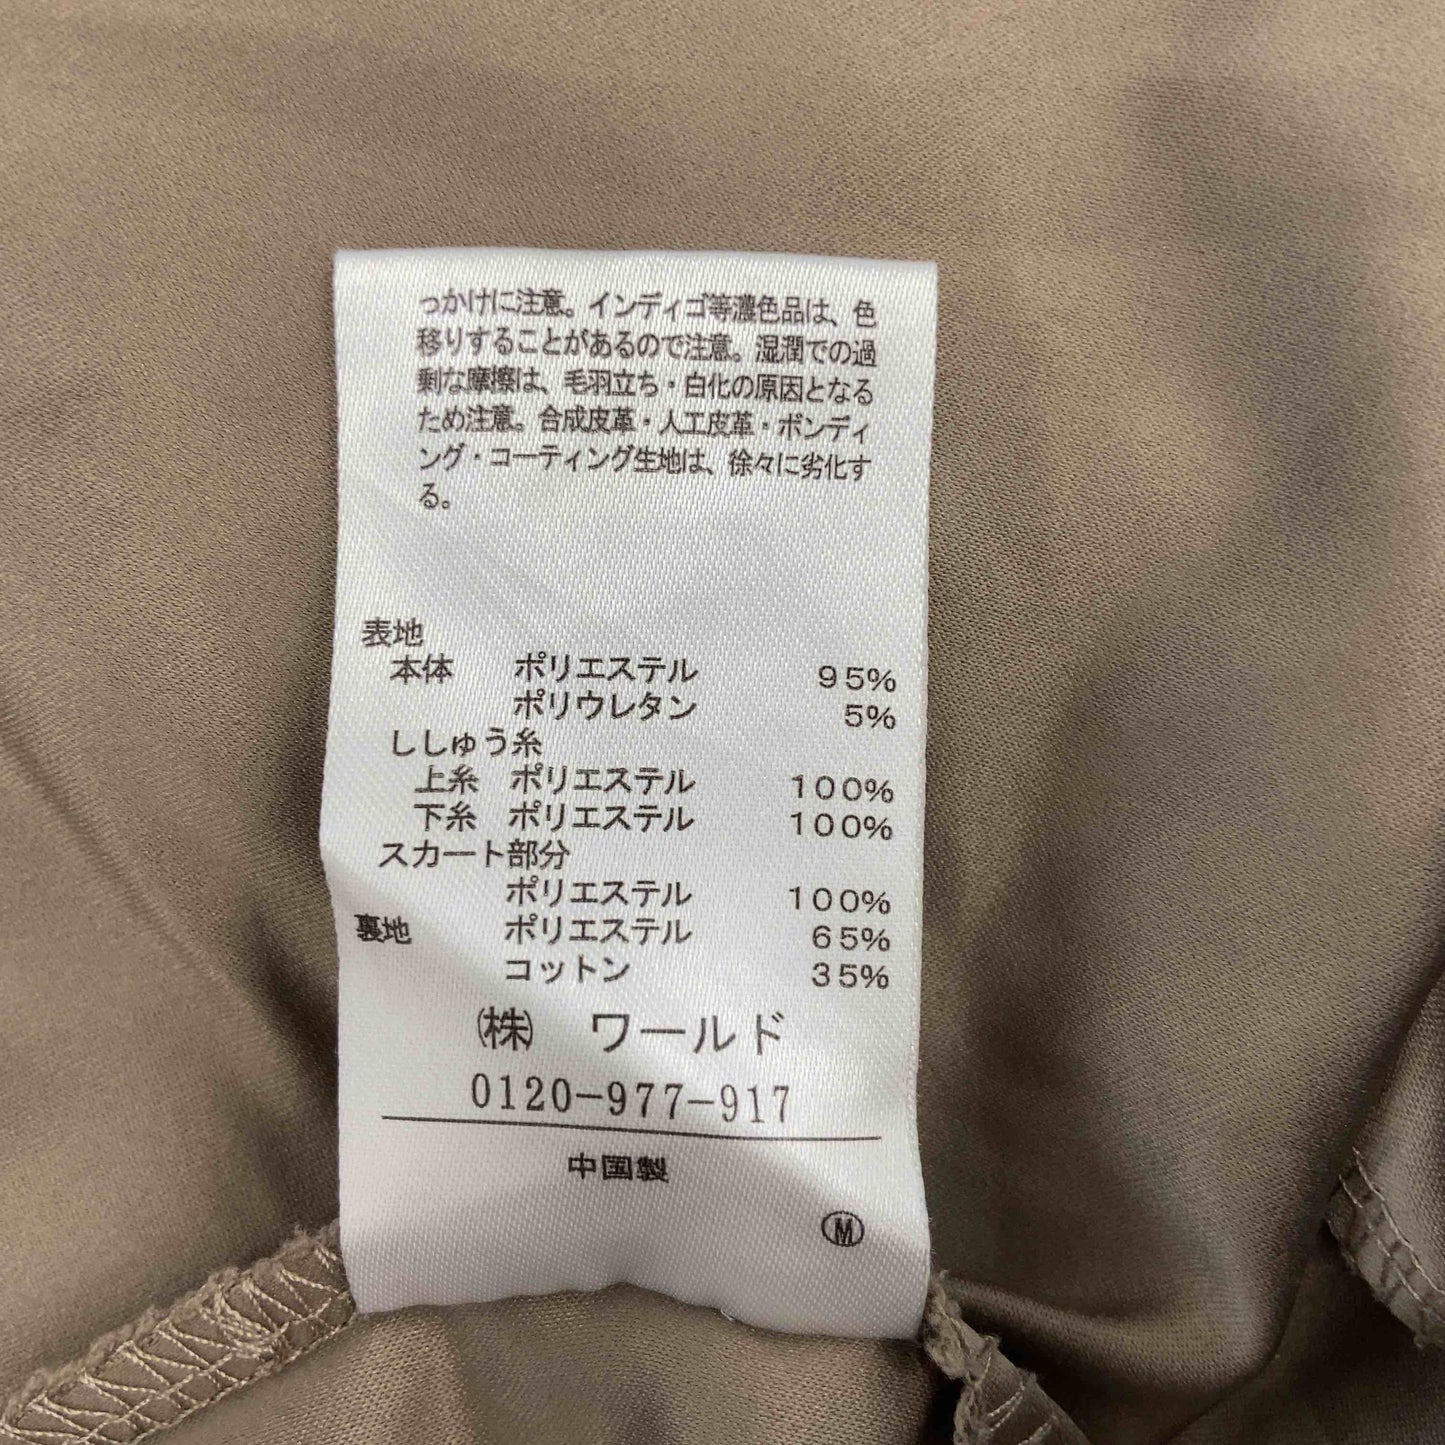 っかけに注意。インディゴ等濃色品は、色
移りすることがあるので注意。湿潤での過
剰な摩擦は、毛羽立ち・白化の原因となる
ため注意。合成皮革・人工皮革・ボンディ
ング・コーティング生地は、徐々に劣化す
る。
表地
本体 ポリエステル 95%
ポリウレタン 5%
ししゅう糸
上糸 ポリエステル 100%
下糸 ポリエステル 100%
スカート部分
ポリエステル 100%
裏地 ポリエステル 65%
コットン 35%
㈱ ワールド
0120-977-917
中国製
Ⓜ